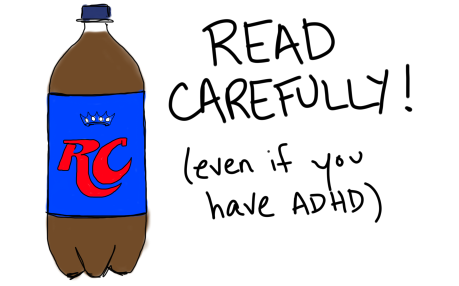 RC
READ
CAREFULLY!
(even if you
have ADHD)